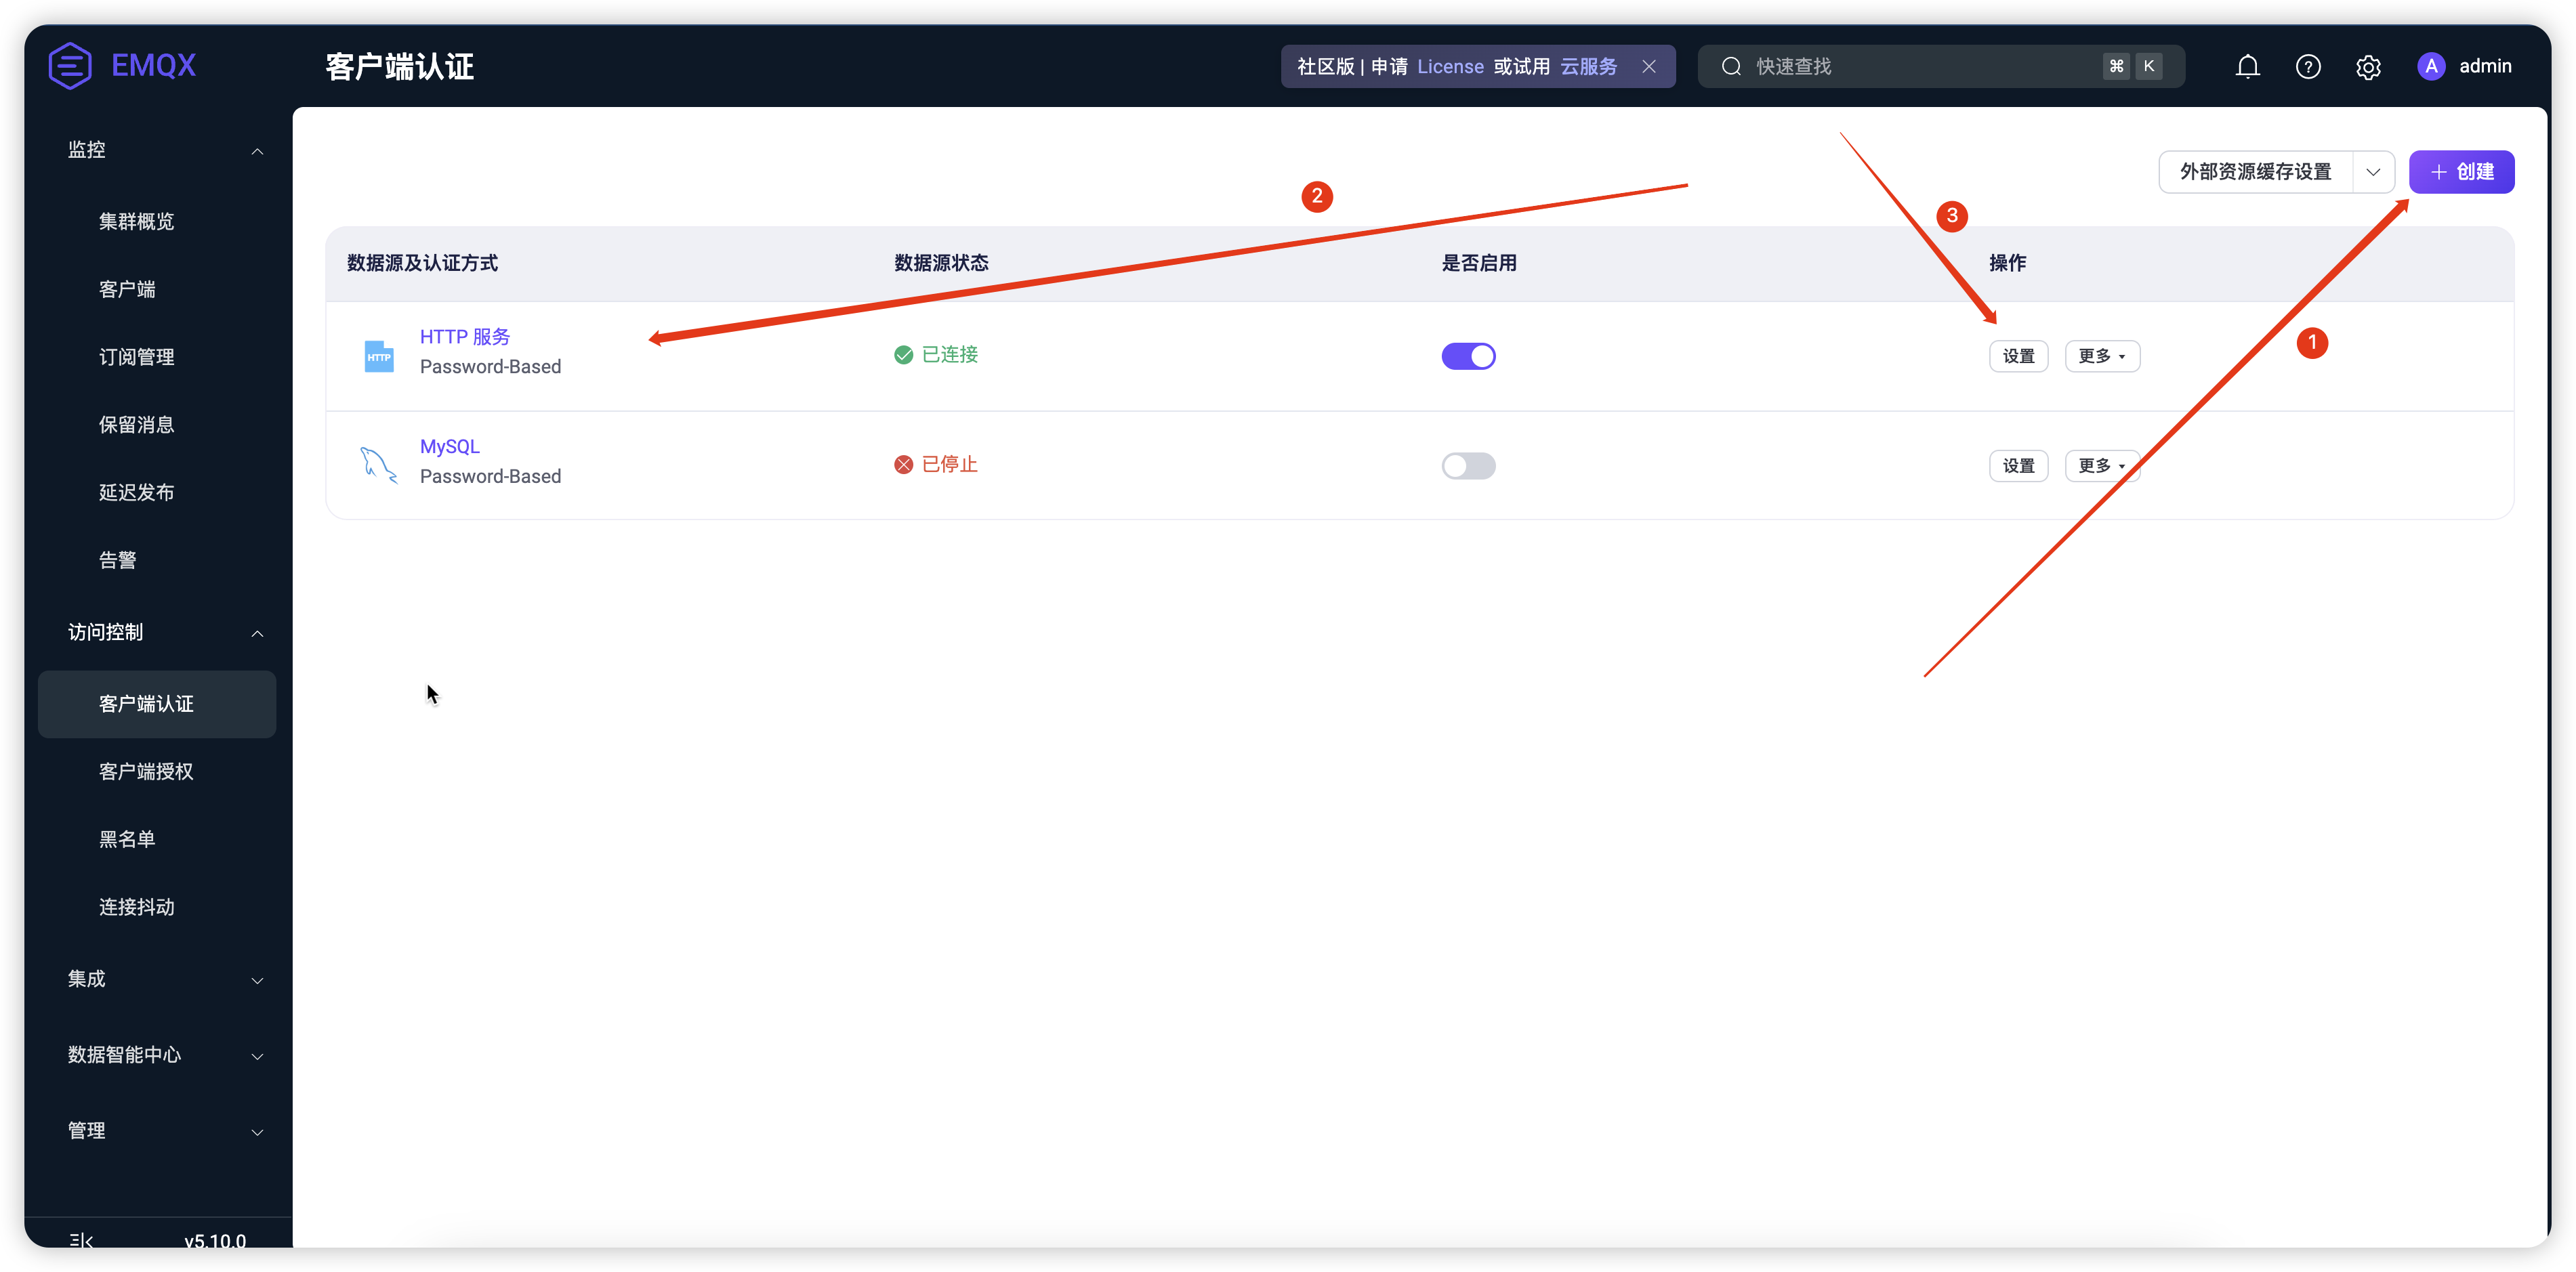 EMQX
客户端认证
社区版 | 申请 License 或试用 云服务
快速查找
⌘ K
A admin
监控
集群概览
客户端
订阅管理
保留消息
延迟发布
告警
访问控制
客户端认证
客户端授权
黑名单
连接抖动
集成
数据智能中心
管理
v5.10.0
外部资源缓存设置
创建
2
3
1
数据源及认证方式 数据源状态 是否启用 操作
HTTP
HTTP 服务
Password-Based
已连接
设置 更多
MySQL
Password-Based
已停止
设置 更多